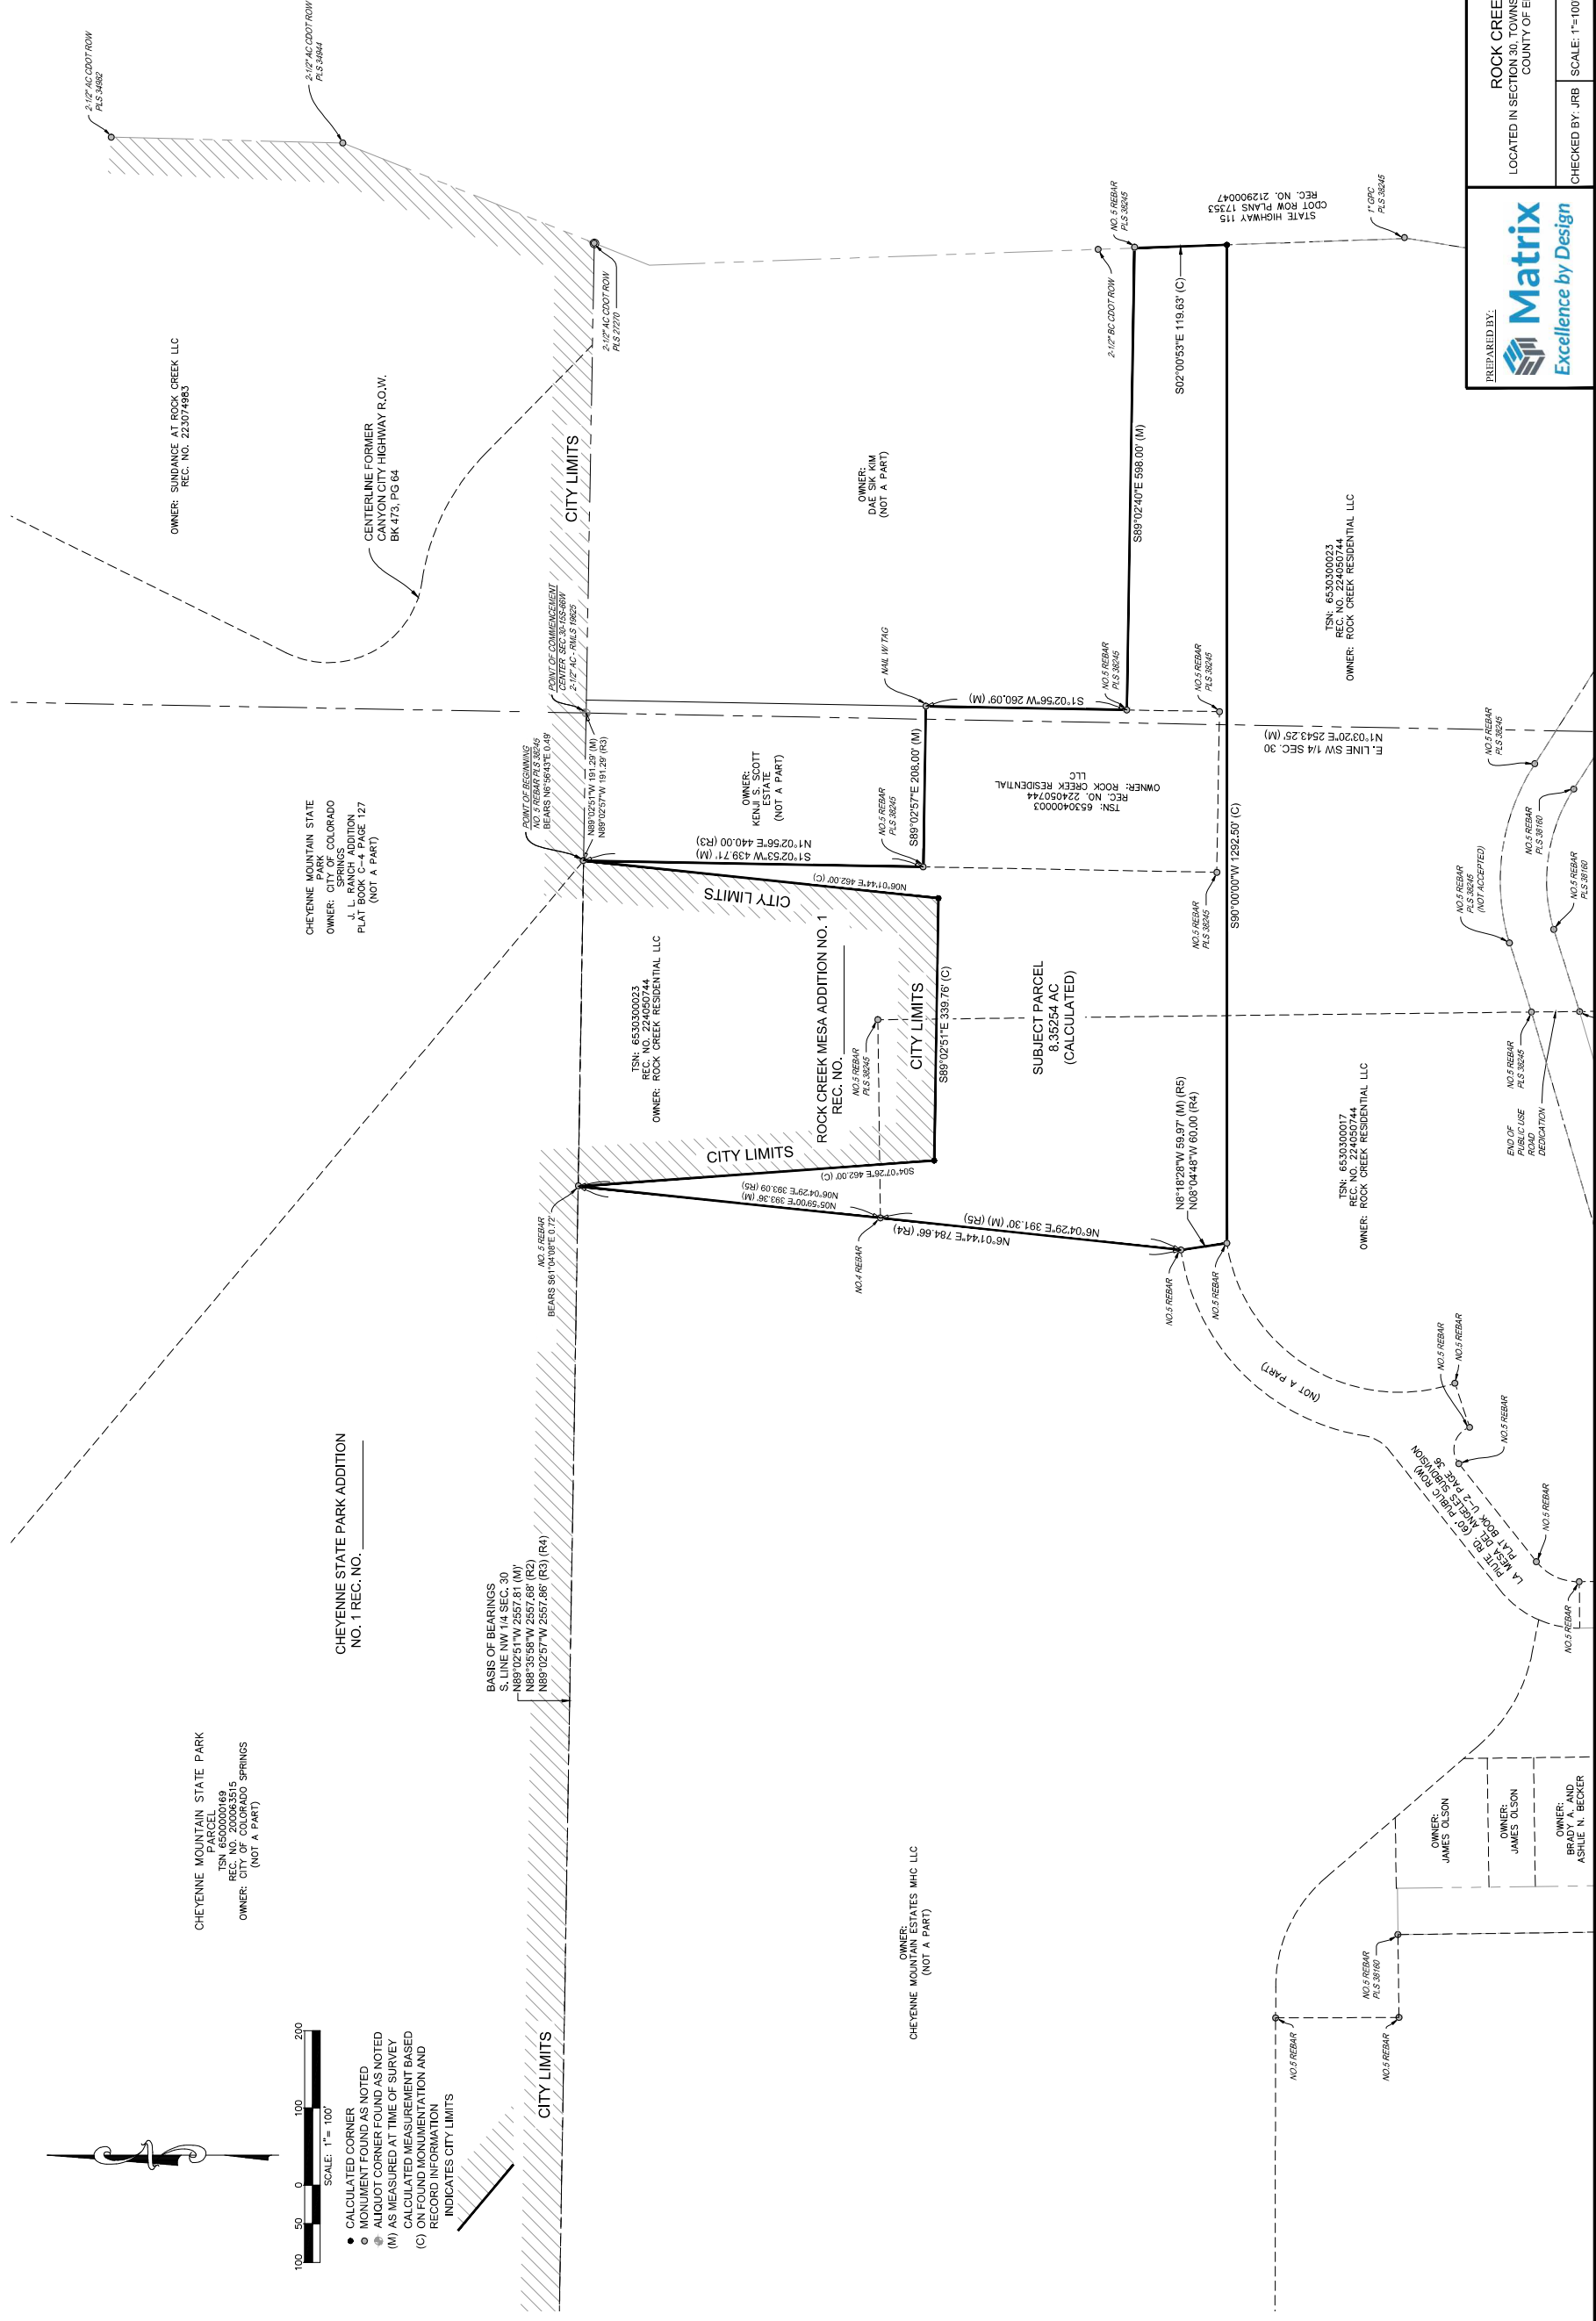 CHEYENNE MOUNTAIN STATE PARK
PARCEL
TSN 6500000169
REC. NO. 200063515
OWNER: CITY OF COLORADO SPRINGS
(NOT A PART)
CHEYENNE STATE PARK ADDITION
NO. 1 REC. NO.
CHEYENNE MOUNTAIN STATE
PARK
OWNER: CITY OF COLORADO
SPRINGS
J. L. RANCH ADDITION
PLAT BOOK C-4 PAGE 127
(NOT A PART)
OWNER: SUNDANCE AT ROCK CREEK LLC
REC. NO. 223074983
CENTERLINE FORMER
CANYON CITY HIGHWAY R.O.W.
BK 473, PG 64
2-1/2" AC CDOT ROW
PLS 34982
2-1/2" AC CDOT ROW
PLS 34944
2-1/2" AC CDOT ROW
PLS 27270
100 50 0 100 200
SCALE: 1"= 100'
CALCULATED CORNER
MONUMENT FOUND AS NOTED
ALIQUOT CORNER FOUND AS NOTED
(M) AS MEASURED AT TIME OF SURVEY
CALCULATED MEASUREMENT BASED
(C) ON FOUND MONUMENTATION AND
RECORD INFORMATION
INDICATES CITY LIMITS
BASIS OF BEARINGS
S. LINE NW 1/4 SEC. 30
N89°02'51"W 2557.81 (M)'
N88°35'58"W 2557.68' (R2)
N89°02'57"W 2557.86' (R3) (R4)
CITY LIMITS
NO. 5 REBAR
BEARS S61°04'08"E 0.72'
POINT OF BEGINNING
NO. 5 REBAR PLS 38245
BEARS N6°56'43"E 0.49'
POINT OF COMMENCEMENT
CENTER SEC 30-15S-66W
2-1/2" AC - RMLS 19625
N89°02'51"W 191.29' (M)
N89°02'57"W 191.29' (R3)
CITY LIMITS
TSN: 6530300023
REC. NO. 224050744
OWNER: ROCK CREEK RESIDENTIAL LLC
CITY LIMITS
CITY LIMITS
CITY LIMITS
N06°01'44"E 462.00' (C)
S04°07'26"E 462.00' (C)
S89°02'51"E 339.76' (C)
ROCK CREEK MESA ADDITION NO. 1
REC. NO.
NO.5 REBAR
PLS 38245
S1°02'53"W 439.71' (M)
N1°02'56"E 440.00 (R3)
OWNER:
KENJI S. SCOTT
ESTATE
(NOT A PART)
S89°02'57"E 208.00' (M)
NO.5 REBAR
PLS 38245
NAIL W/ TAG
S1°02'56"W 260.09' (M)
OWNER:
DAE SIK KIM
(NOT A PART)
S89°02'40"E 598.00' (M)
NO.5 REBAR
PLS 38245
2-1/2" BC CDOT ROW
NO. 5 REBAR
PLS 38245
S02°00'53"E 119.63' (C)
STATE HIGHWAY 115
CDOT ROW PLANS 17353
REC. NO. 212900047
1" GPC
PLS 38245
N06°04'29"E 393.09 (R5)
N05°59'00"E 393.36' (M)
NO.4 REBAR
N6°04'29"E 391.30' (M) (R5)
N6°01'44"E 784.66' (R4)
N8°18'28"W 59.97' (M) (R5)
N08°04'48"W 60.00 (R4)
NO.5 REBAR
NO.5 REBAR
SUBJECT PARCEL
8.35254 AC
(CALCULATED)
TSN: 6530400003
REC. NO. 224050744
OWNER: ROCK CREEK RESIDENTIAL
LLC
NO.5 REBAR
PLS 38245
NO.5 REBAR
PLS 38245
S90°00'00"W 1292.50' (C)
E. LINE SW 1/4 SEC. 30
N1°03'20"E 2543.25' (M)
TSN: 6530300023
REC. NO. 224050744
OWNER: ROCK CREEK RESIDENTIAL LLC
TSN: 6530300017
REC. NO. 224050744
OWNER: ROCK CREEK RESIDENTIAL LLC
OWNER:
CHEYENNE MOUNTAIN ESTATES MHC LLC
(NOT A PART)
(NOT A PART)
PIUTE RD. (60' PUBLIC ROW)
LA MESA DEL ANGELES SUBDIVISION
PLAT BOOK U-2 PAGE 36
NO.5 REBAR
NO.5 REBAR
NO.5 REBAR
NO.5 REBAR
NO.5 REBAR
END OF
PUBLIC USE
ROAD
DEDICATION
NO.5 REBAR
PLS 38245
NO.5 REBAR
PLS 38245
(NOT ACCEPTED)
NO.5 REBAR
PLS 38245
NO.5 REBAR
PLS 38160
NO.5 REBAR
PLS 38160
NO.5 REBAR
NO.5 REBAR
NO.5 REBAR
PLS 38160
OWNER:
JAMES OLSON
OWNER:
JAMES OLSON
OWNER:
BRADY A. AND
ASHLIE N. BECKER
PREPARED BY:
Matrix
Excellence by Design
ROCK CREE
LOCATED IN SECTION 30, TOWNS
COUNTY OF E
CHECKED BY: JRB
SCALE: 1"=100'